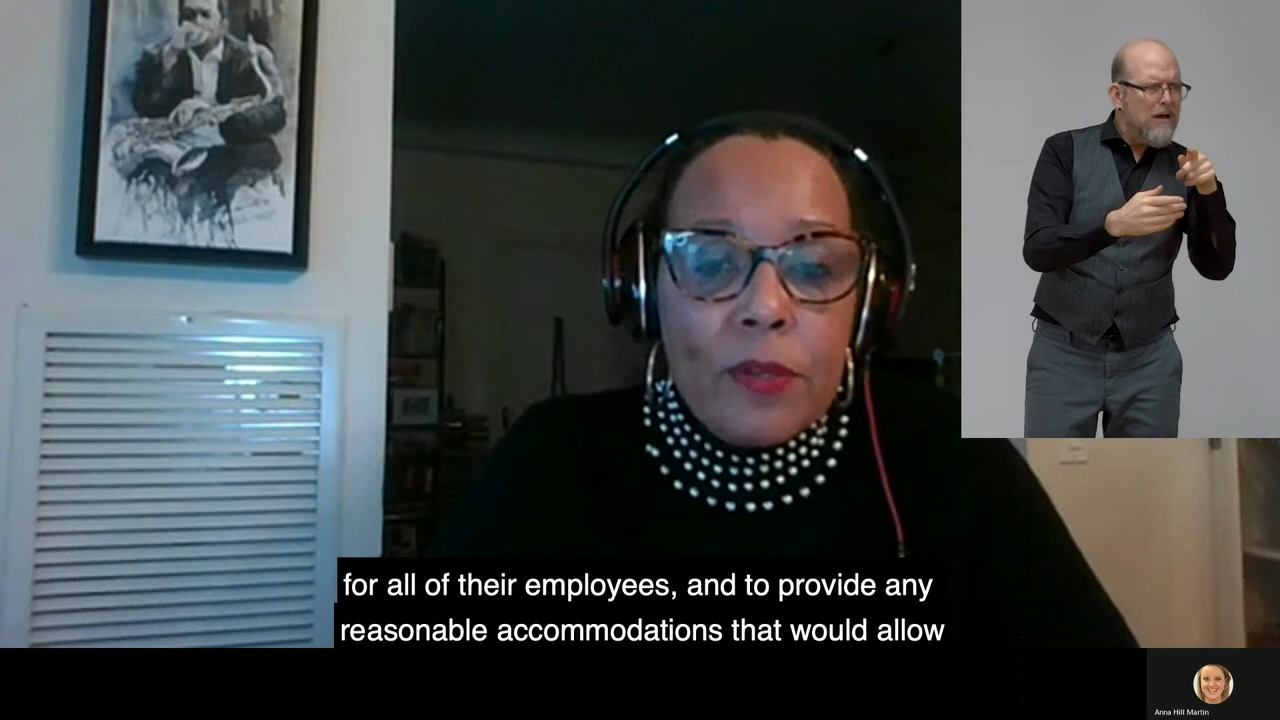 for all of their employees, and to provide any
reasonable accommodations that would allow
Anna Hill Martin